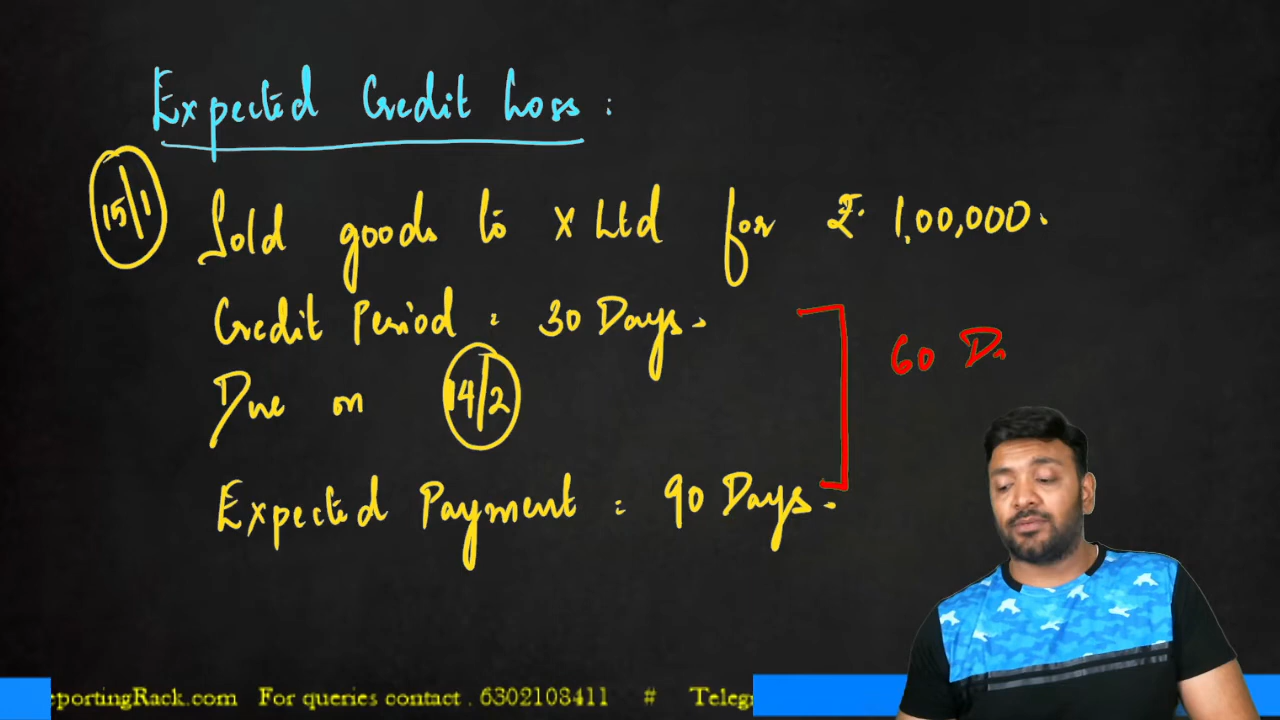 Expected Credit Loss :
15/1 Sold goods to X Ltd for ₹. 1,00,000.
Credit Period : 30 Days.
60 D
Due on 14/2
Expected Payment : 90 Days.
eportingRack.com For queries contact . 6302108411 # Teleg